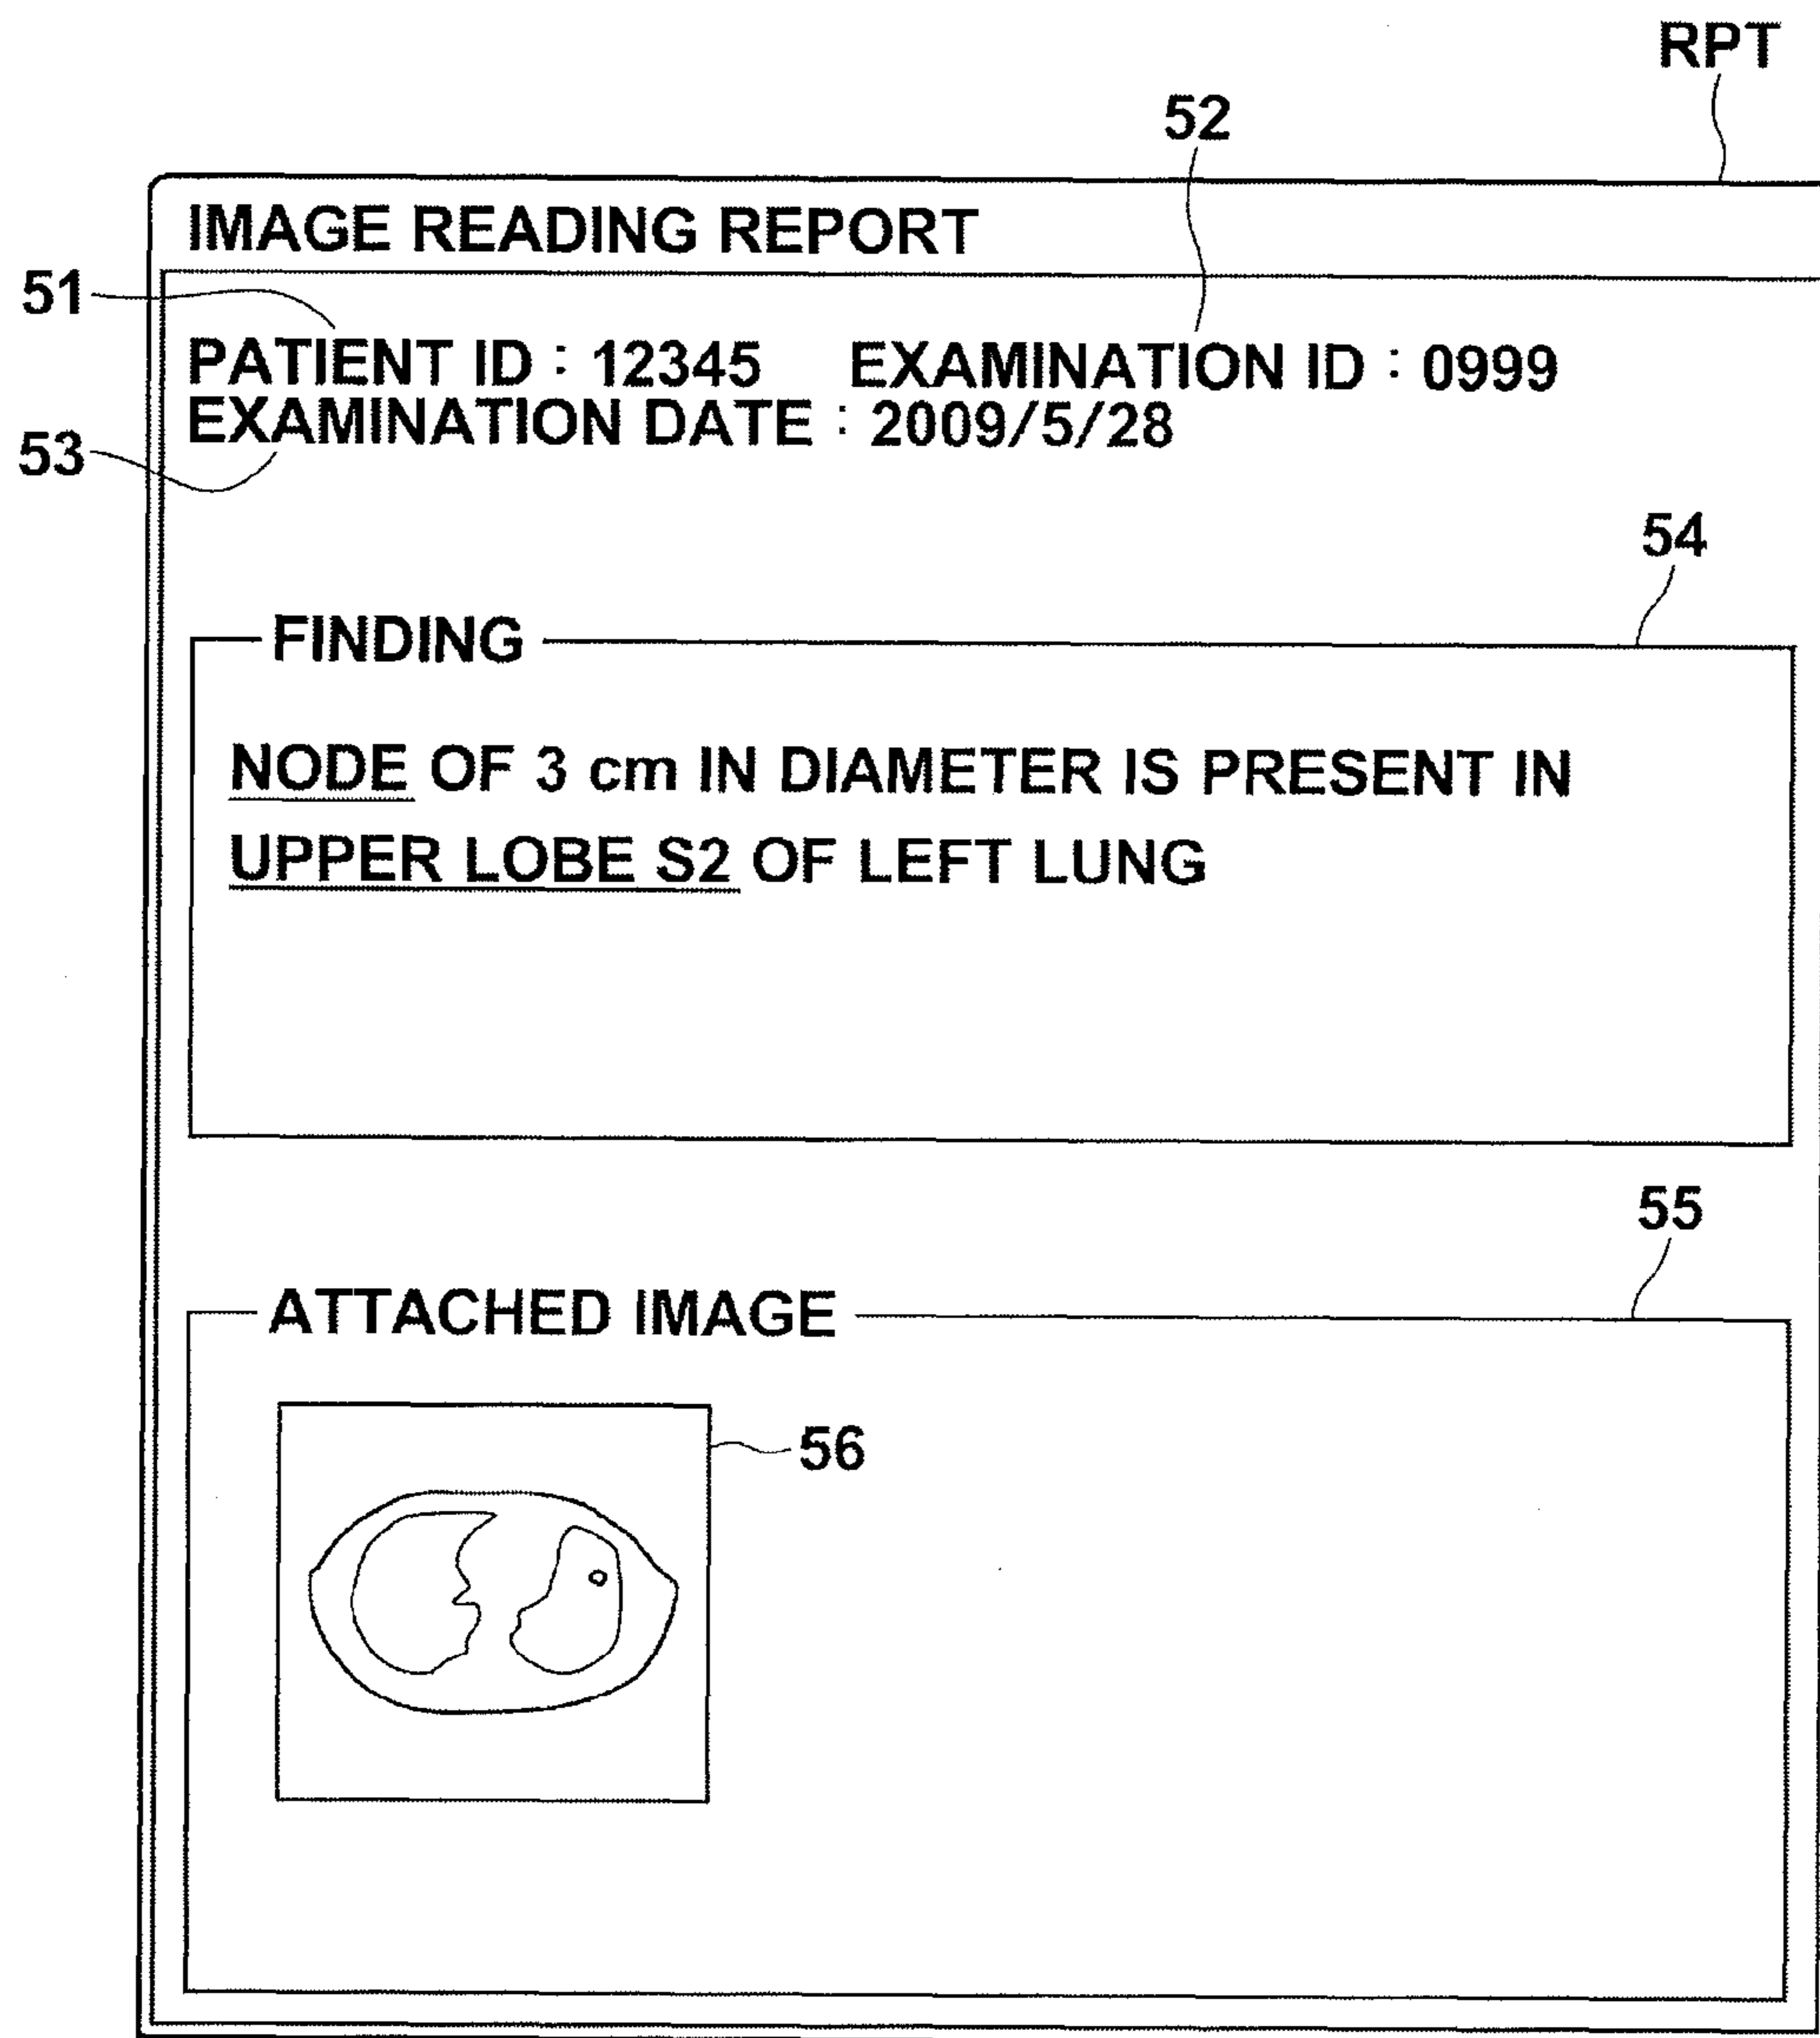 RPT
52
IMAGE READING REPORT
51
PATIENT ID : 12345 EXAMINATION ID : 0999
EXAMINATION DATE : 2009/5/28
53
54
FINDING
NODE OF 3 cm IN DIAMETER IS PRESENT IN
UPPER LOBE S2 OF LEFT LUNG
55
ATTACHED IMAGE
56